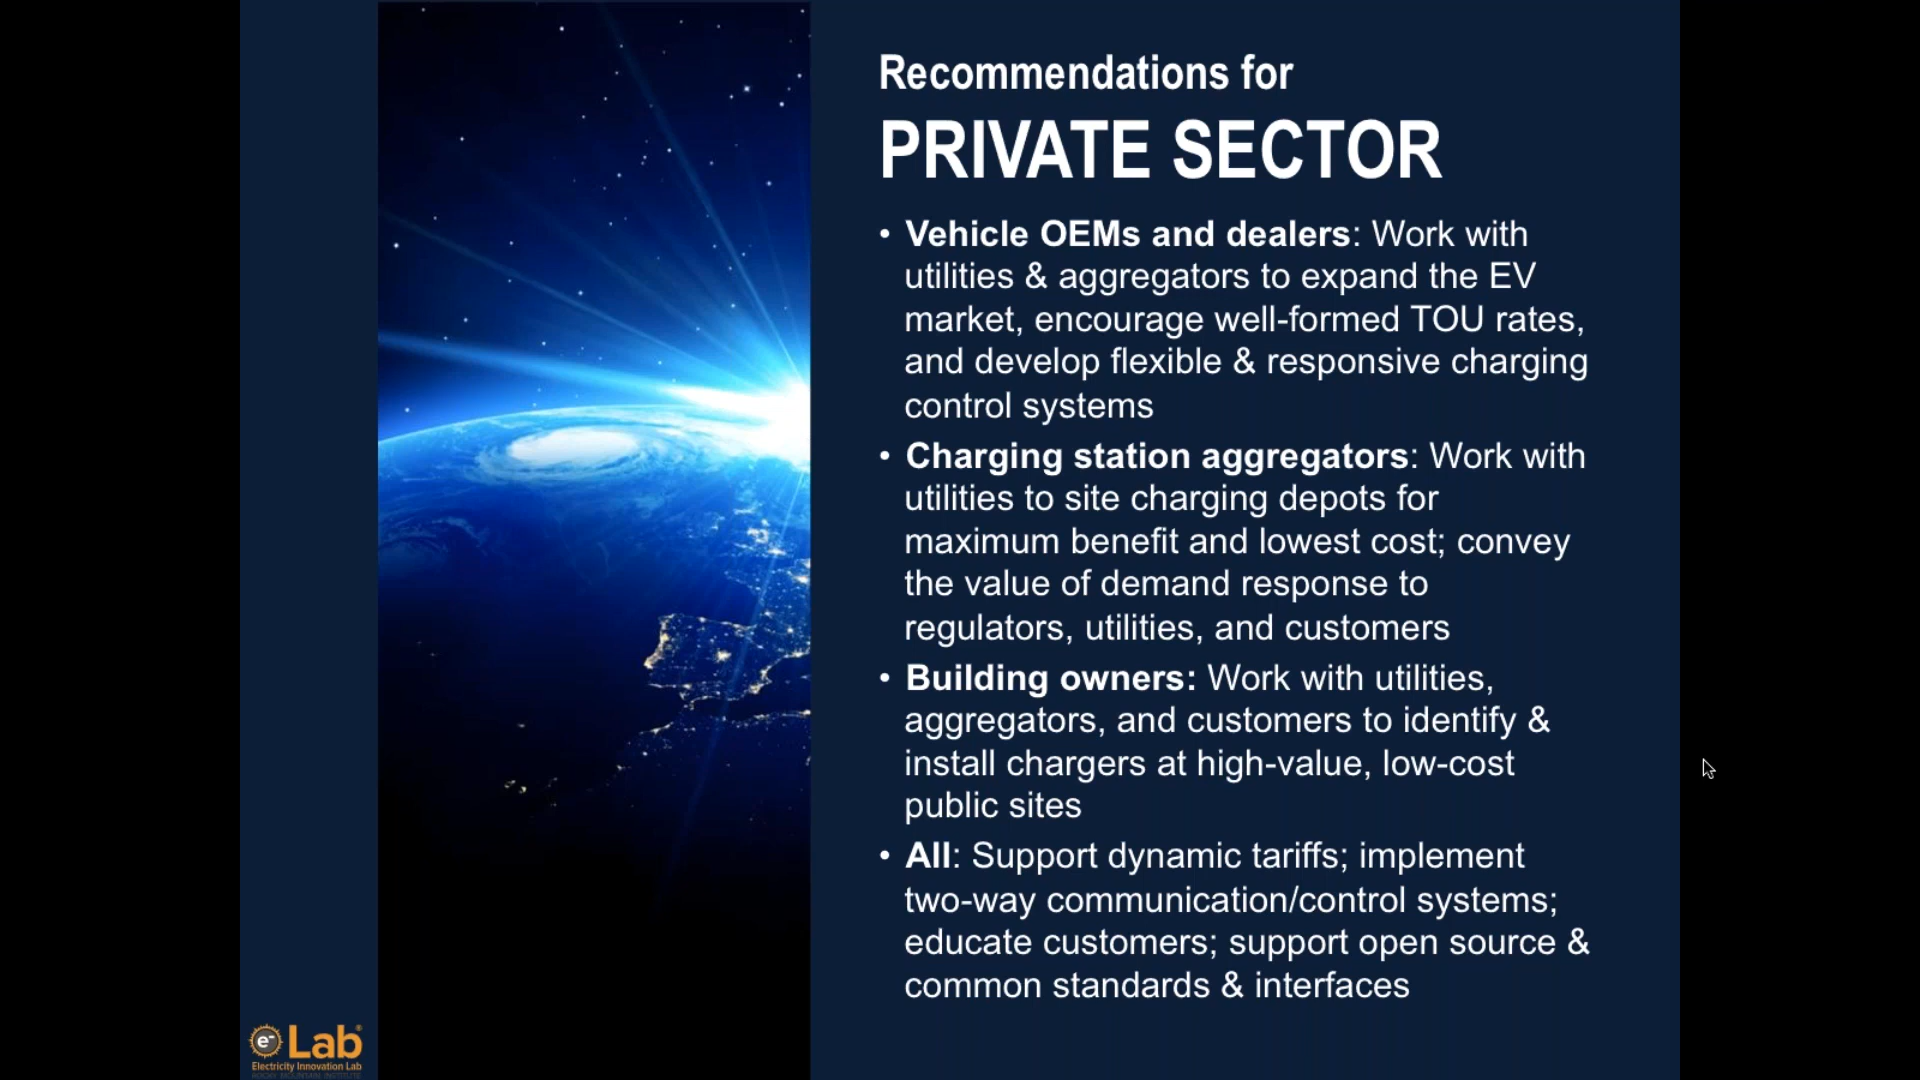 Recommendations for
PRIVATE SECTOR
• Vehicle OEMs and dealers: Work with
utilities & aggregators to expand the EV
market, encourage well-formed TOU rates,
and develop flexible & responsive charging
control systems
• Charging station aggregators: Work with
utilities to site charging depots for
maximum benefit and lowest cost; convey
the value of demand response to
regulators, utilities, and customers
• Building owners: Work with utilities,
aggregators, and customers to identify &
install chargers at high-value, low-cost
public sites
• All: Support dynamic tariffs; implement
two-way communication/control systems;
educate customers; support open source &
common standards & interfaces
e- Lab®
Electricity Innovation Lab
ROCKY MOUNTAIN INSTITUTE